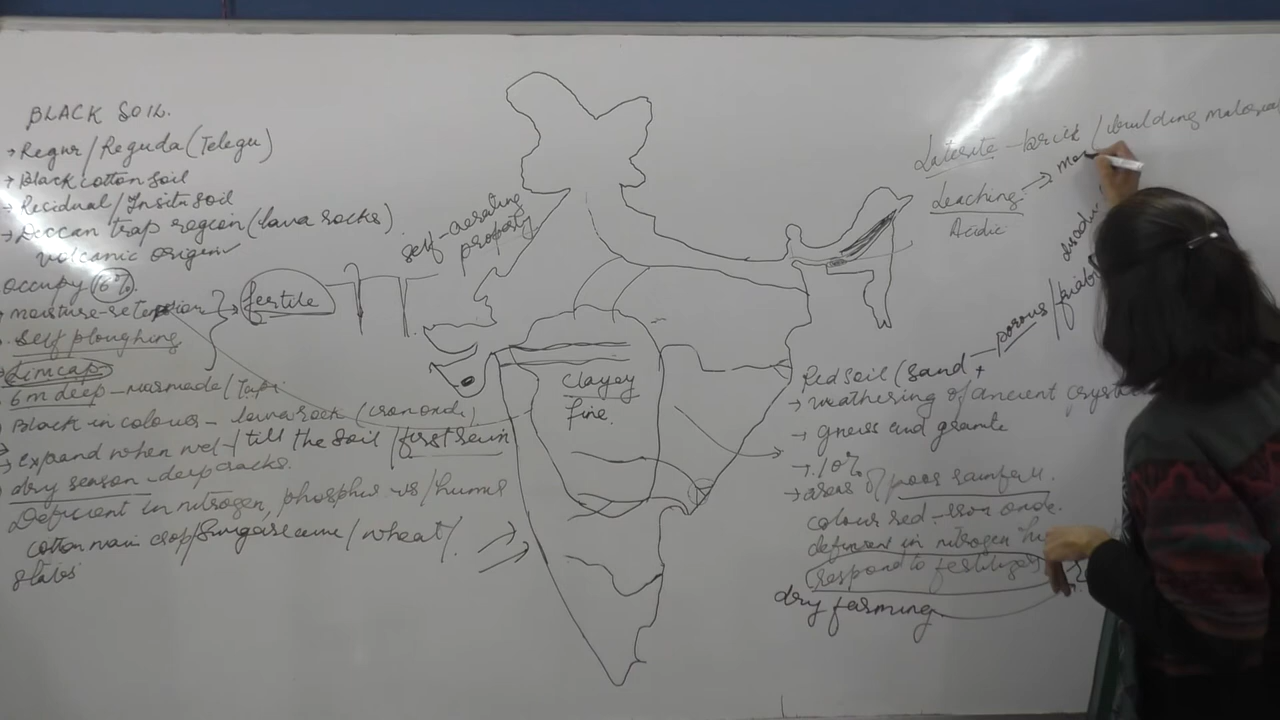 BLACK SOIL.
→ Regur/Reguda (Telegu)
→ Black cotton soil
→ Residual/Insitu soil
→ Deccan trap region (lava rocks)
volcanic origin
occupy 16%
→ moisture-retention
Self ploughing
→ fertile
6m deep - narmada/Tapi
Black in colours - lava rock (iron oxide)
→ expand when wet / till the soil / first rain
dry season - deep cracks.
Deficient in nitrogen, phosphorus / humus
cotton main crop / Sugarcane / wheat /
states
self-aerating
property
Clayey
fine.
Laterite - brick / building material
Leaching →
Acidic
Red soil (sand + porous /
→ weathering of ancient
→ gneiss and granite
→ 10%
→ areas of poor rainfall.
colour red - iron oxide.
deficient in nitrogen
(respond to fertilizer)
dry farming